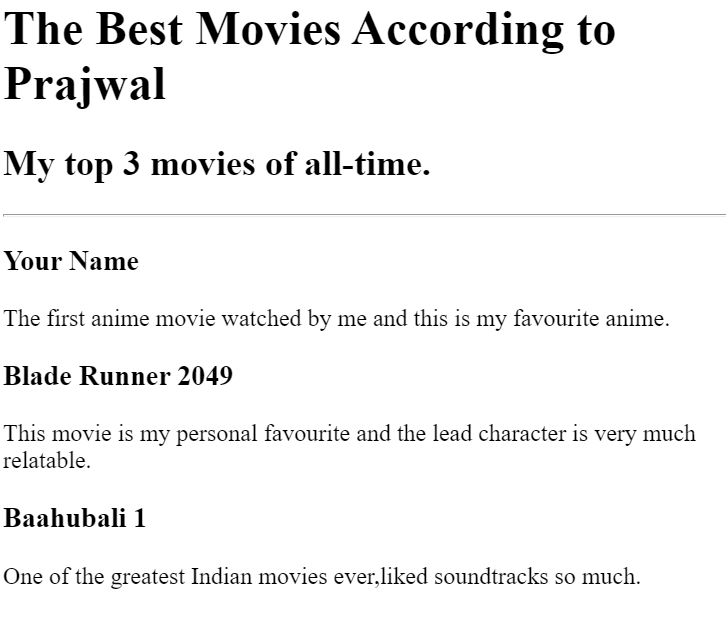 The Best Movies According to
Prajwal
My top 3 movies of all-time.
Your Name
The first anime movie watched by me and this is my favourite anime.
Blade Runner 2049
This movie is my personal favourite and the lead character is very much
relatable.
Baahubali 1
One of the greatest Indian movies ever,liked soundtracks so much.